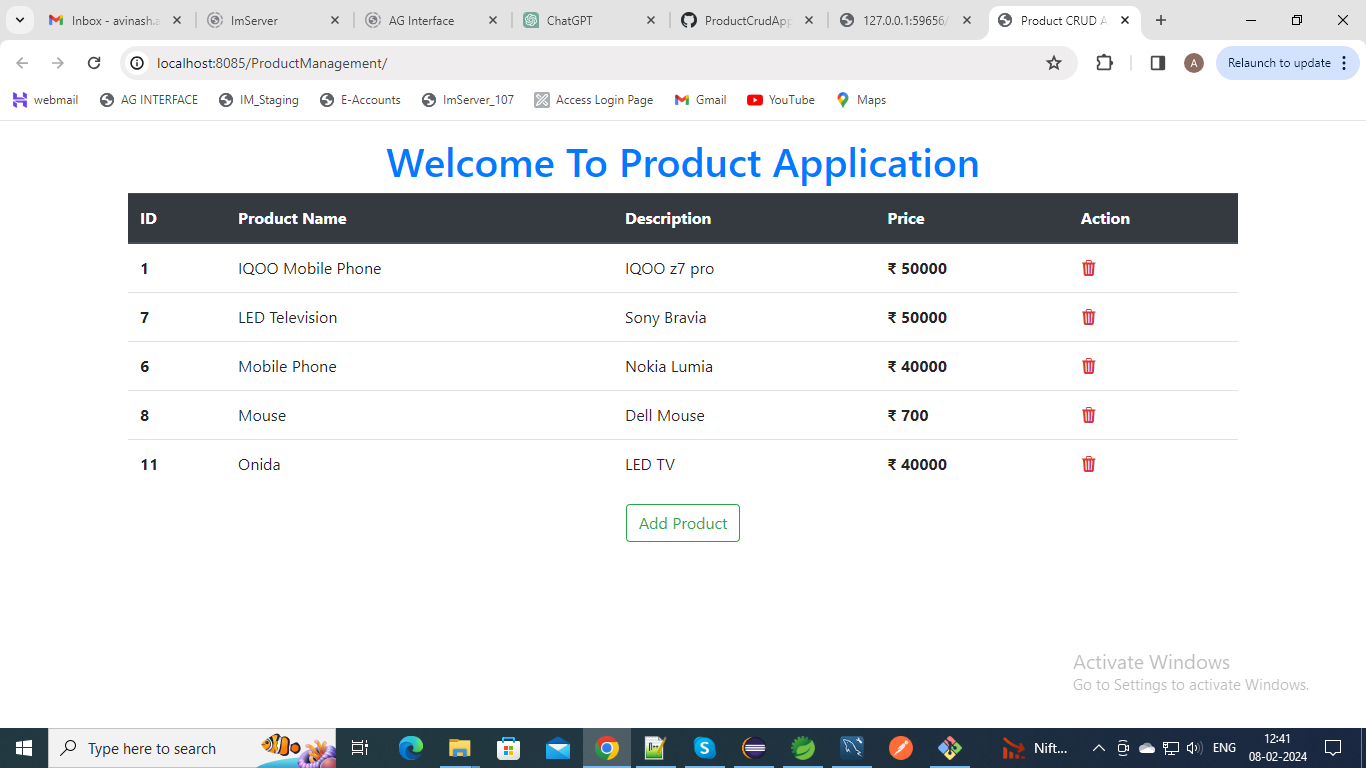 Inbox - avinash.a
ImServer
AG Interface
ChatGPT
ProductCrudApp
127.0.0.1:59656/
Product CRUD A
localhost:8085/ProductManagement/
A
Relaunch to update
webmail
AG INTERFACE
IM_Staging
E-Accounts
ImServer_107
Access Login Page
Gmail
YouTube
Maps
Welcome To Product Application
ID Product Name Description Price Action
1 IQOO Mobile Phone IQOO z7 pro ₹ 50000
7 LED Television Sony Bravia ₹ 50000
6 Mobile Phone Nokia Lumia ₹ 40000
8 Mouse Dell Mouse ₹ 700
11 Onida LED TV ₹ 40000
Add Product
Activate Windows
Go to Settings to activate Windows.
Type here to search
Nift...
ENG
12:41
08-02-2024